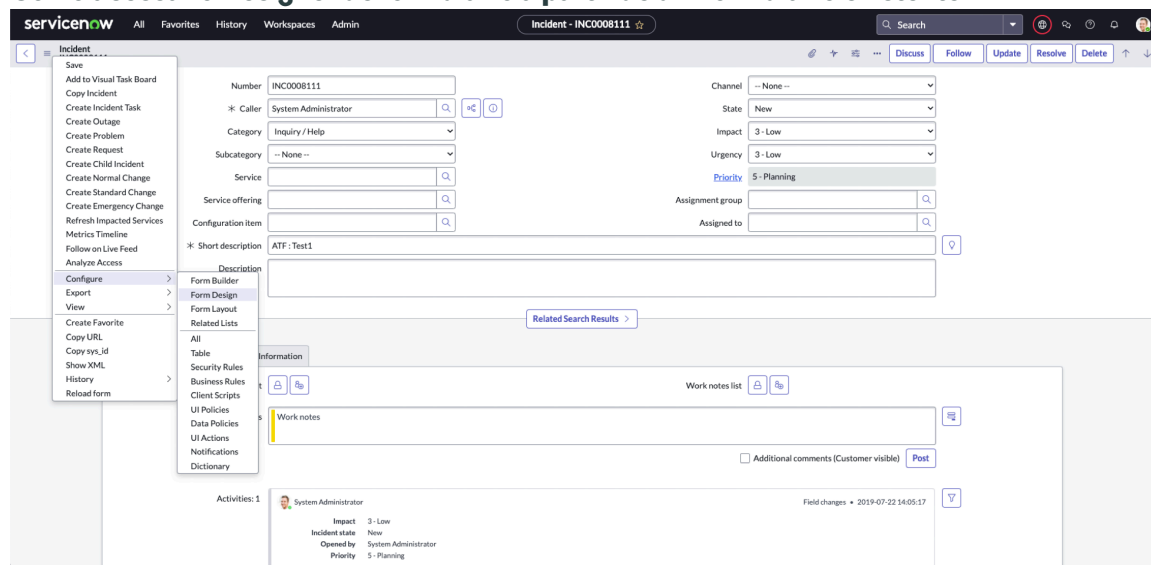 servicenow All Favorites History Workspaces Admin Incident - INC0008111 Search
Incident
Discuss Follow Update Resolve Delete
Save
Add to Visual Task Board
Copy Incident
Create Incident Task
Create Outage
Create Problem
Create Request
Create Child Incident
Create Normal Change
Create Standard Change
Create Emergency Change
Refresh Impacted Services
Metrics Timeline
Follow on Live Feed
Analyze Access
Configure
Export
View
Create Favorite
Copy URL
Copy sys_id
Show XML
History
Reload form
Form Builder
Form Design
Form Layout
Related Lists
All
Table
Security Rules
Business Rules
Client Scripts
UI Policies
Data Policies
UI Actions
Notifications
Dictionary
Number INC0008111
Caller System Administrator
Category Inquiry / Help
Subcategory -- None --
Service
Service offering
Configuration item
Short description ATF : Test1
Description
Channel -- None --
State New
Impact 3 - Low
Urgency 3 - Low
Priority 5 - Planning
Assignment group
Assigned to
Related Search Results
Information
Work notes list
Work notes
Additional comments (Customer visible) Post
Activities: 1
System Administrator Field changes • 2019-07-22 14:05:17
Impact 3 - Low
Incident state New
Opened by System Administrator
Priority 5 - Planning